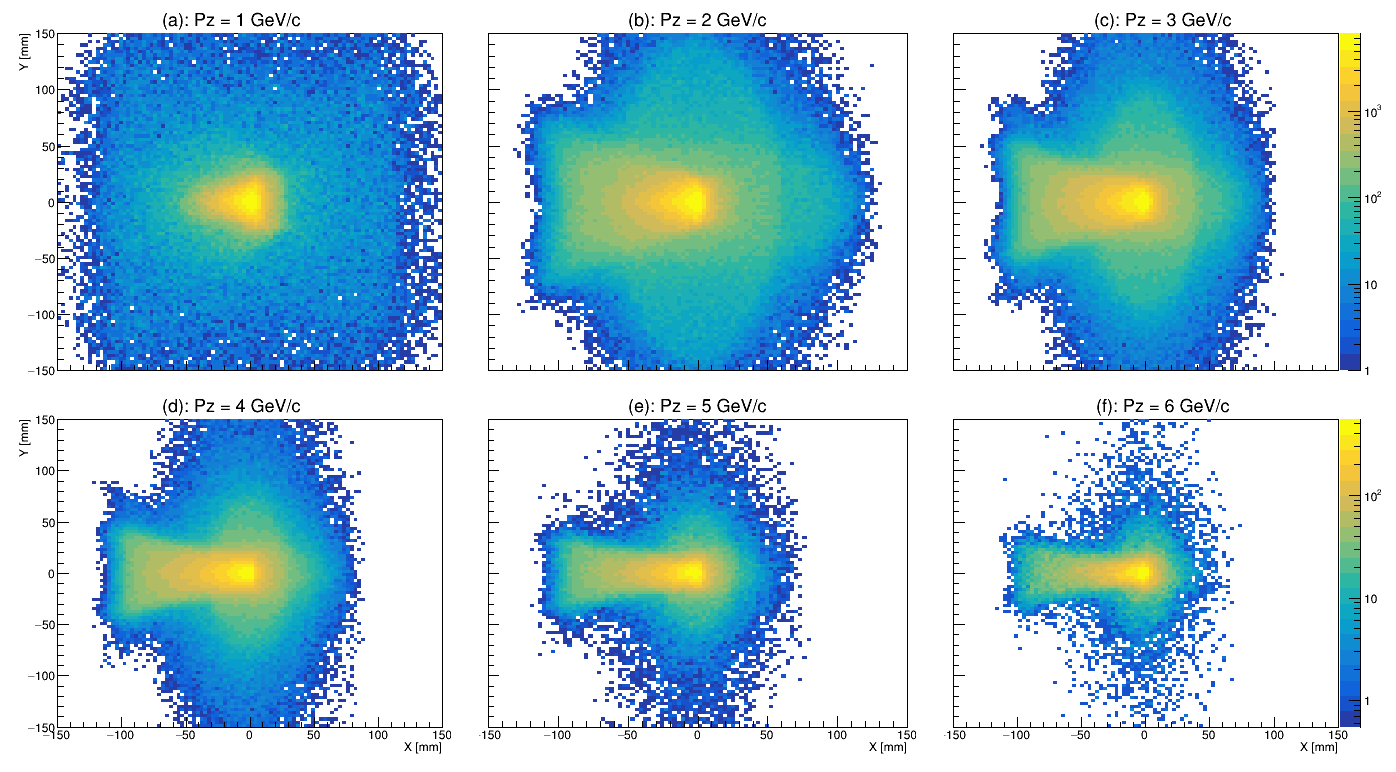 (a): Pz = 1 GeV/c
(b): Pz = 2 GeV/c
(c): Pz = 3 GeV/c
Y [mm]
150
100
50
0
−50
−100
−150
10³
10²
10
1
(d): Pz = 4 GeV/c
(e): Pz = 5 GeV/c
(f): Pz = 6 GeV/c
Y [mm]
150
100
50
0
−50
−100
−150
10²
10
1
−150 −100 −50 0 50 100 150
X [mm]
-150 −100 −50 0 50 100 150
X [mm]
-150 −100 −50 0 50 100 150
X [mm]